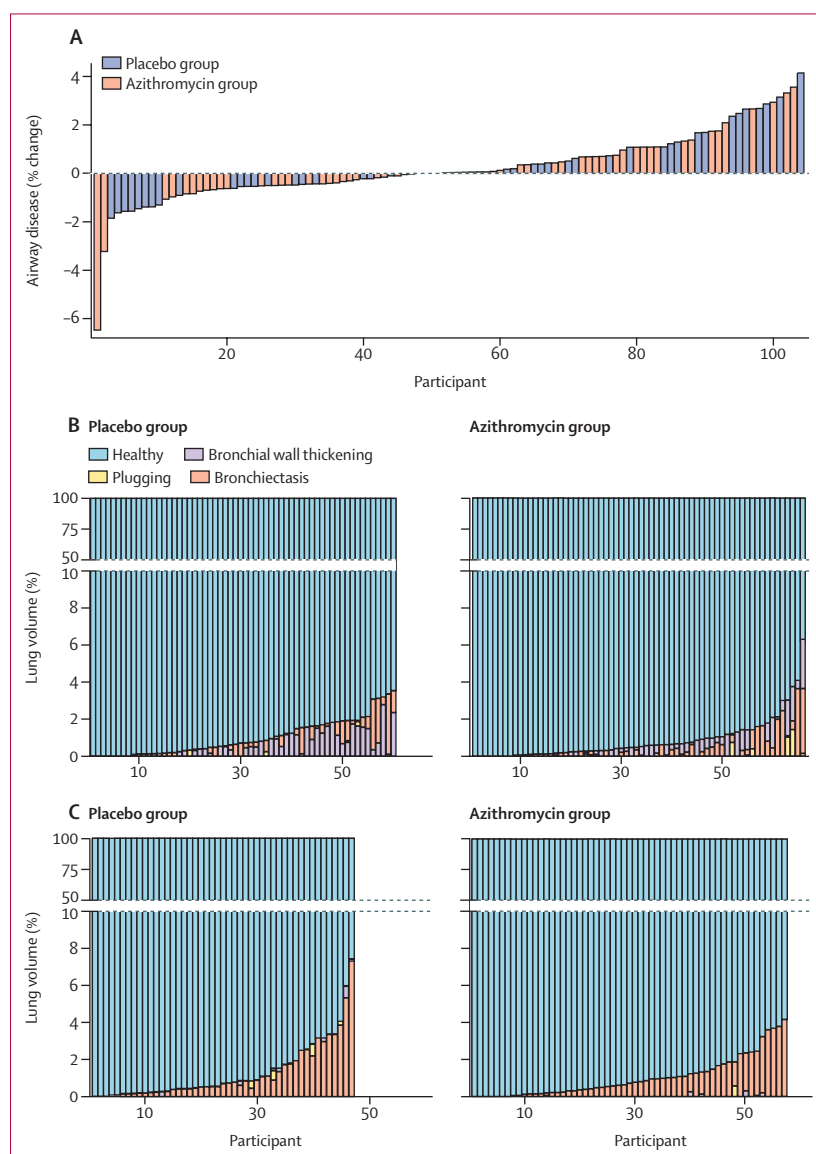 A
Placebo group
Azithromycin group
4
2
0
–2
–4
–6
Airway disease (% change)
20 40 60 80 100
Participant
B Placebo group Azithromycin group
Healthy Bronchial wall thickening
Plugging Bronchiectasis
100
75
50
10
8
6
4
2
0
Lung volume (%)
10 30 50 10 30 50
C Placebo group Azithromycin group
100
75
50
10
8
6
4
2
0
Lung volume (%)
10 30 50 10 30 50
Participant Participant